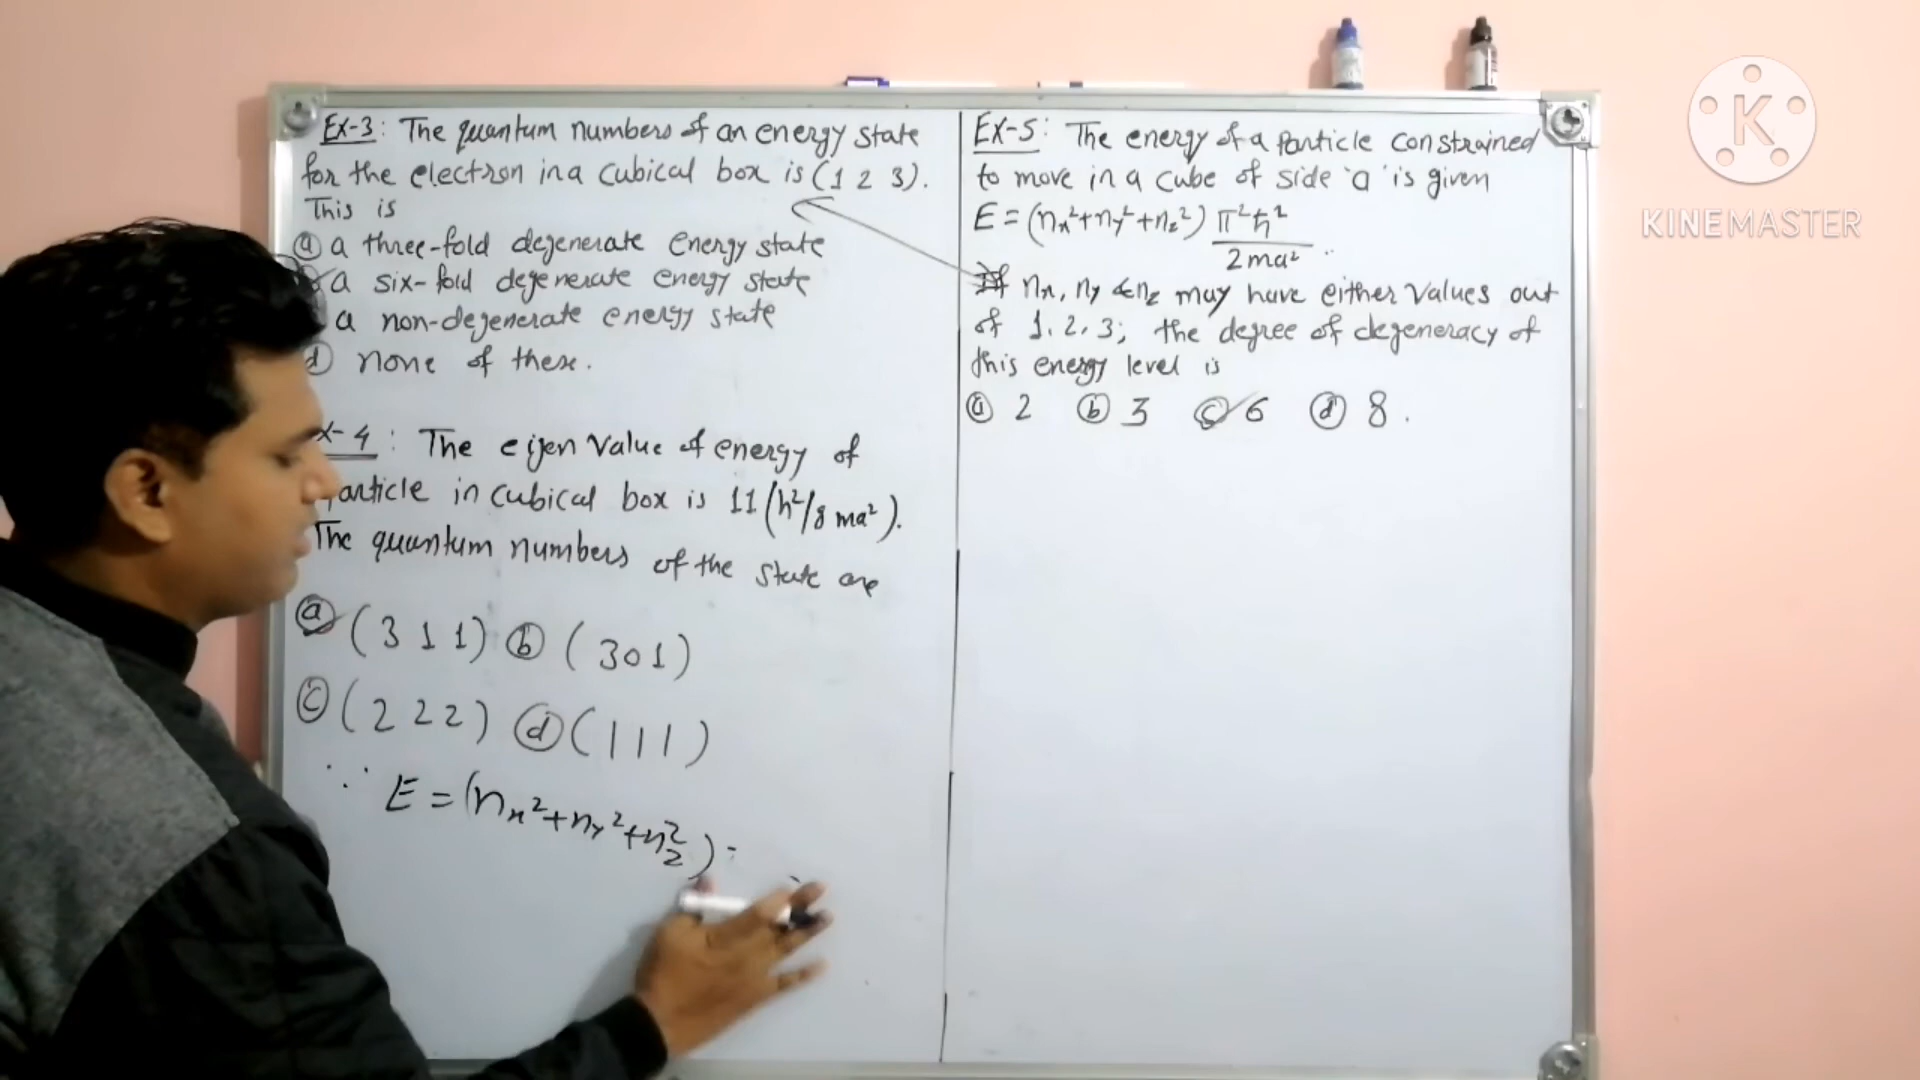 Ex-3: The quantum numbers of an energy state
for the electron in a cubical box is (1 2 3).
This is
(a) a three-fold degenerate energy state
a six-fold degenerate energy state
a non-degenerate energy state
(d) none of these.
x-4: The eigen value of energy of
particle in cubical box is 11 (h²/8 ma²).
The quantum numbers of the state are
(a) (3 1 1) (b) (3 0 1)
(c) (2 2 2) (d) (1 1 1)
∵ E = (nx² + ny² + nz²) =
Ex-5: The energy of a particle constrained
to move in a cube of side 'a' is given
E = (nx² + ny² + nz²) π²ħ² / 2ma² ..
If nx, ny & nz may have either values out
of 1, 2, 3; the degree of degeneracy of
this energy level is
(a) 2 (b) 3 (c) 6 (d) 8.
K
KINEMASTER